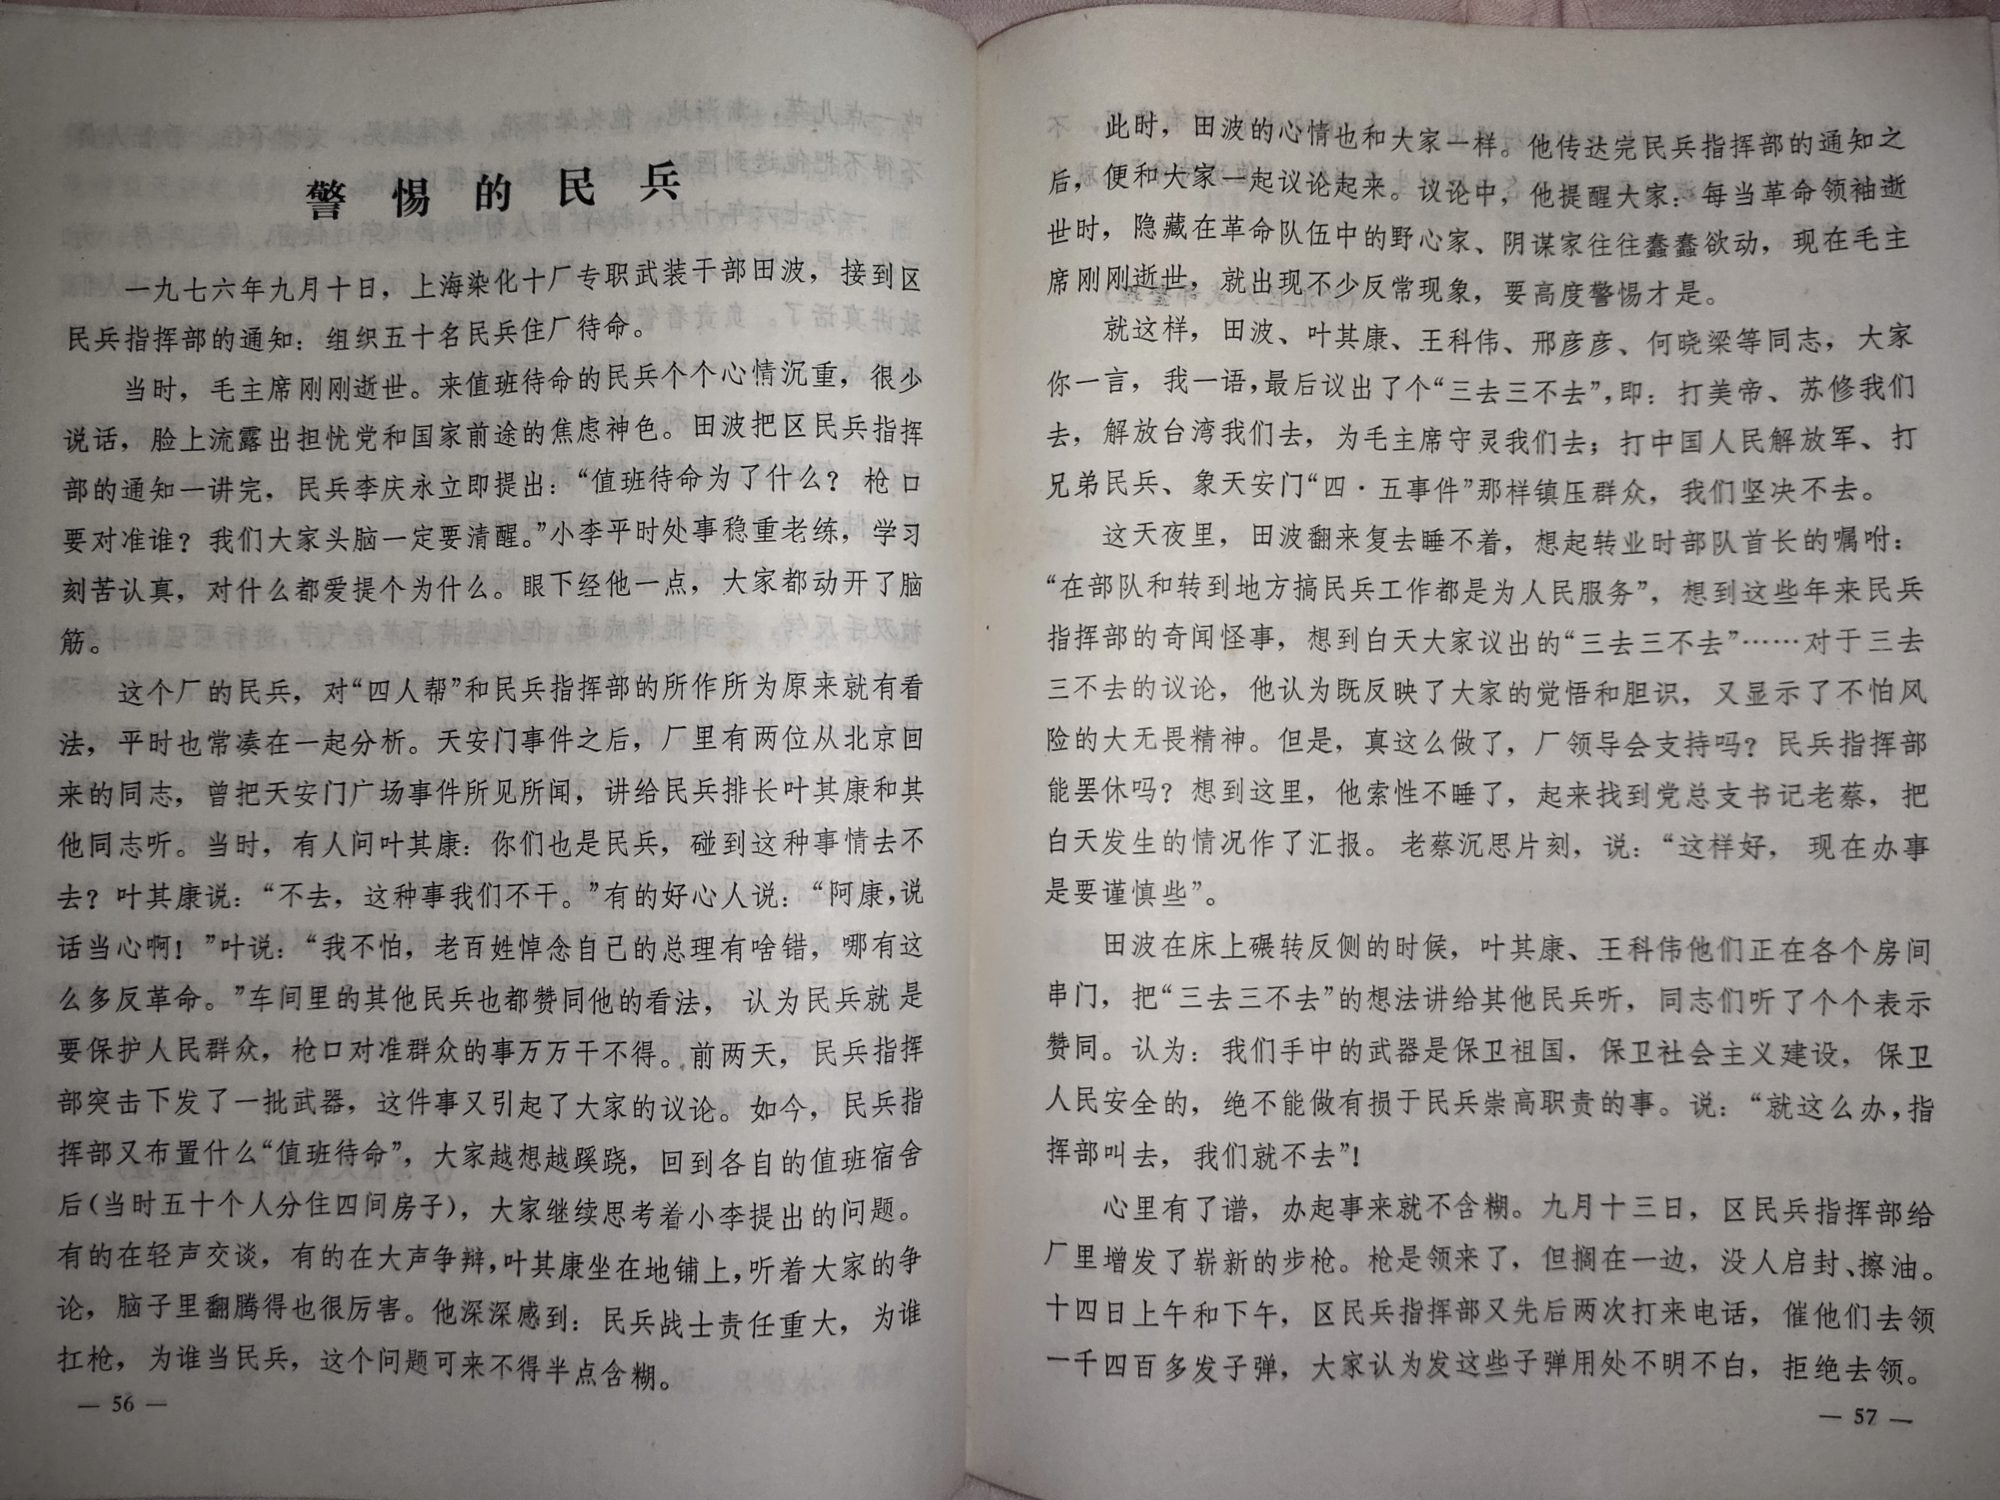 警惕的民兵
一九七六年九月十日，上海染化十厂专职武装干部田波，接到区
民兵指挥部的通知：组织五十名民兵住厂待命。
当时，毛主席刚刚逝世。来值班待命的民兵个个心情沉重，很少
说话，脸上流露出担忧党和国家前途的焦虑神色。田波把区民兵指挥
部的通知一讲完，民兵李庆永立即提出：“值班待命为了什么？枪口
要对准谁？我们大家头脑一定要清醒。”小李平时处事稳重老练，学习
刻苦认真，对什么都爱提个为什么。眼下经他一点，大家都动开了脑
筋。
这个厂的民兵，对“四人帮”和民兵指挥部的所作所为原来就有看
法，平时也常凑在一起分析。天安门事件之后，厂里有两位从北京回
来的同志，曾把天安门广场事件所见所闻，讲给民兵排长叶其康和其
他同志听。当时，有人问叶其康：你们也是民兵，碰到这种事情去不
去？叶其康说：“不去，这种事我们不干。”有的好心人说：“阿康，说
话当心啊！”叶说：“我不怕，老百姓悼念自己的总理有啥错，哪有这
么多反革命。”车间里的其他民兵也都赞同他的看法，认为民兵就是
要保护人民群众，枪口对准群众的事万万干不得。前两天，民兵指挥
部突击下发了一批武器，这件事又引起了大家的议论。如今，民兵指
挥部又布置什么“值班待命”，大家越想越蹊跷，回到各自的值班宿舍
后（当时五十个人分住四间房子），大家继续思考着小李提出的问题。
有的在轻声交谈，有的在大声争辩，叶其康坐在地铺上，听着大家的争
论，脑子里翻腾得也很厉害。他深深感到：民兵战士责任重大，为谁
扛枪，为谁当民兵，这个问题可来不得半点含糊。
— 56 —
此时，田波的心情也和大家一样。他传达完民兵指挥部的通知之
后，便和大家一起议论起来。议论中，他提醒大家：每当革命领袖逝
世时，隐藏在革命队伍中的野心家、阴谋家往往蠢蠢欲动，现在毛主
席刚刚逝世，就出现不少反常现象，要高度警惕才是。
就这样，田波、叶其康、王科伟、邢彦彦、何晓梁等同志，大家
你一言，我一语，最后议出了个“三去三不去”，即：打美帝、苏修我们
去，解放台湾我们去，为毛主席守灵我们去；打中国人民解放军、打
兄弟民兵、象天安门“四·五事件”那样镇压群众，我们坚决不去。
这天夜里，田波翻来复去睡不着，想起转业时部队首长的嘱咐：
“在部队和转到地方搞民兵工作都是为人民服务”，想到这些年来民兵
指挥部的奇闻怪事，想到白天大家议出的“三去三不去”……对于三去
三不去的议论，他认为既反映了大家的觉悟和胆识，又显示了不怕风
险的大无畏精神。但是，真这么做了，厂领导会支持吗？民兵指挥部
能罢休吗？想到这里，他索性不睡了，起来找到党总支书记老蔡，把
白天发生的情况作了汇报。老蔡沉思片刻，说：“这样好，现在办事
是要谨慎些”。
田波在床上碾转反侧的时候，叶其康、王科伟他们正在各个房间
串门，把“三去三不去”的想法讲给其他民兵听，同志们听了个个表示
赞同。认为：我们手中的武器是保卫祖国，保卫社会主义建设，保卫
人民安全的，绝不能做有损于民兵崇高职责的事。说：“就这么办，指
挥部叫去，我们就不去”！
心里有了谱，办起事来就不含糊。九月十三日，区民兵指挥部给
厂里增发了崭新的步枪。枪是领来了，但搁在一边，没人启封、擦油。
十四日上午和下午，区民兵指挥部又先后两次打来电话，催他们去领
一千四百多发子弹，大家认为发这些子弹用处不明不白，拒绝去领。
— 57 —